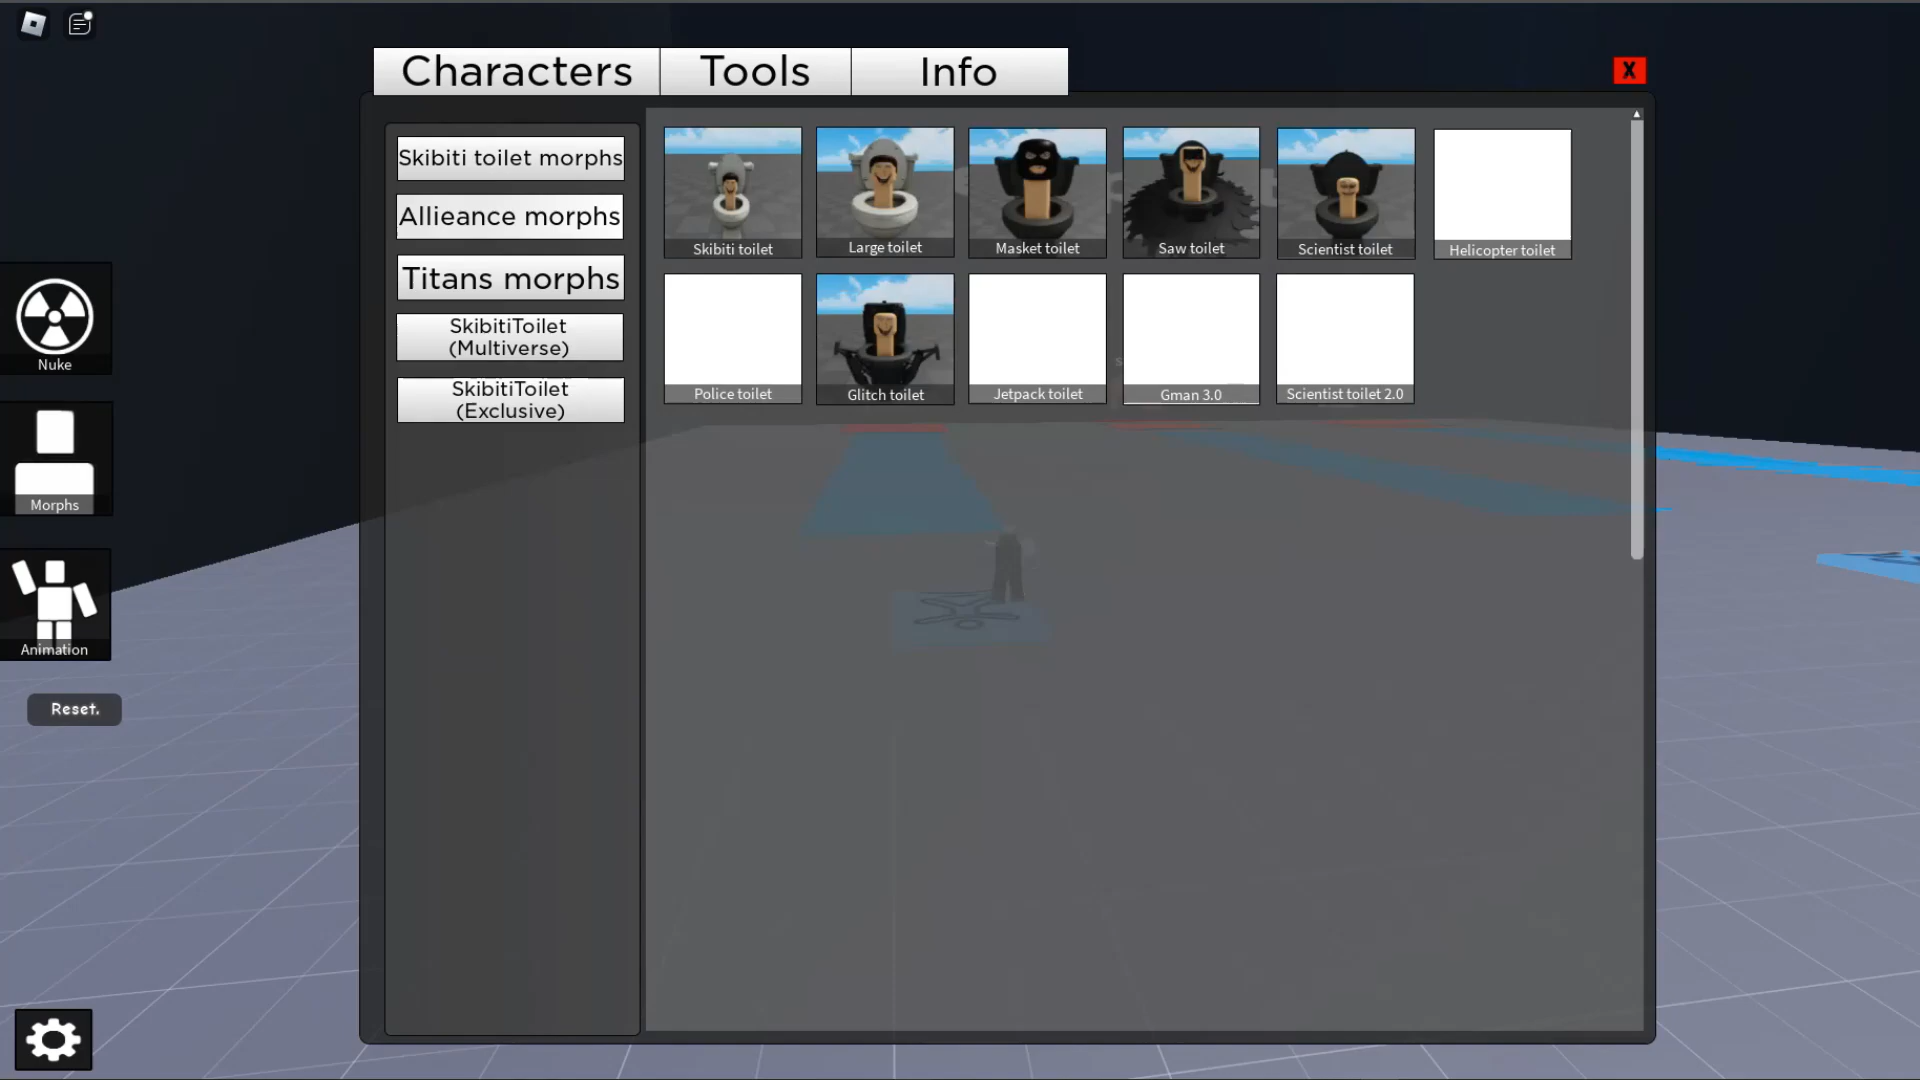 Characters
Tools
Info
X
Skibiti toilet morphs
Allieance morphs
Titans morphs
SkibitiToilet
(Multiverse)
SkibitiToilet
(Exclusive)
Skibiti toilet
Large toilet
Masket toilet
Saw toilet
Scientist toilet
Helicopter toilet
Police toilet
Glitch toilet
Jetpack toilet
Gman 3.0
Scientist toilet 2.0
Nuke
Morphs
Animation
Reset.